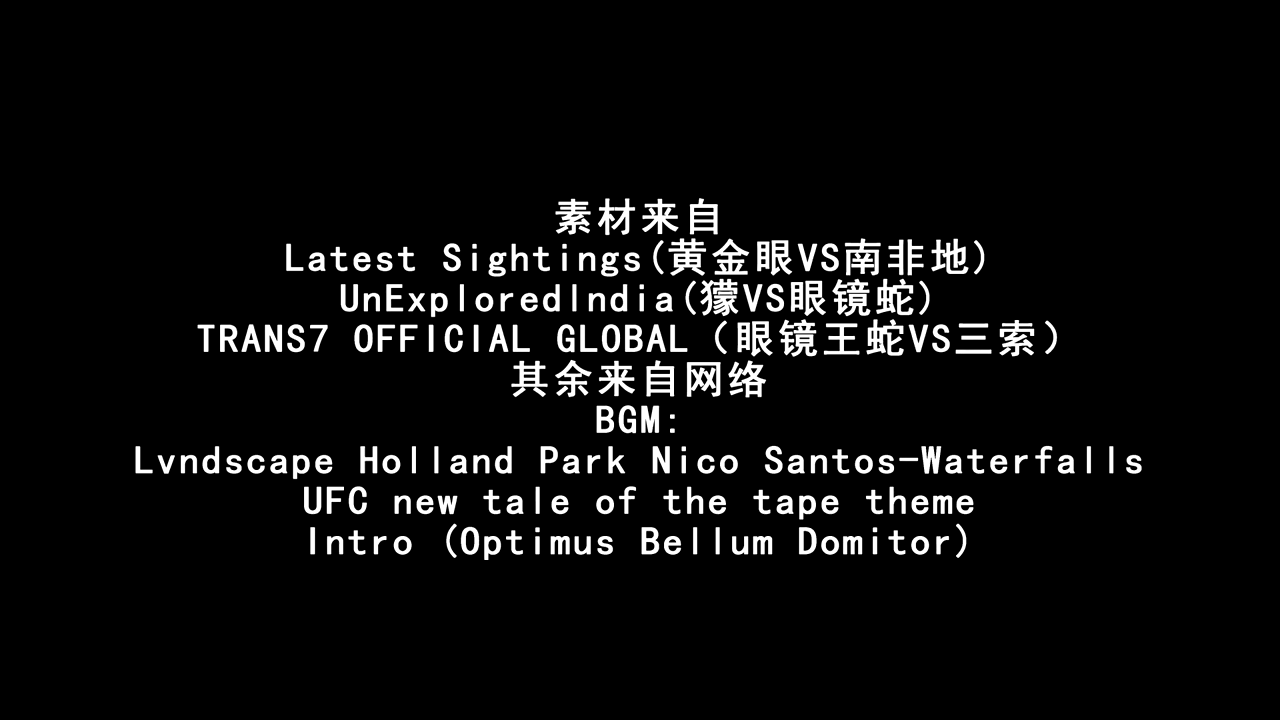 素材来自
Latest Sightings(黄金眼VS南非地)
UnExploredIndia(獴VS眼镜蛇)
TRANS7 OFFICIAL GLOBAL（眼镜王蛇VS三索）
其余来自网络
BGM:
Lvndscape Holland Park Nico Santos-Waterfalls
UFC new tale of the tape theme
Intro (Optimus Bellum Domitor)